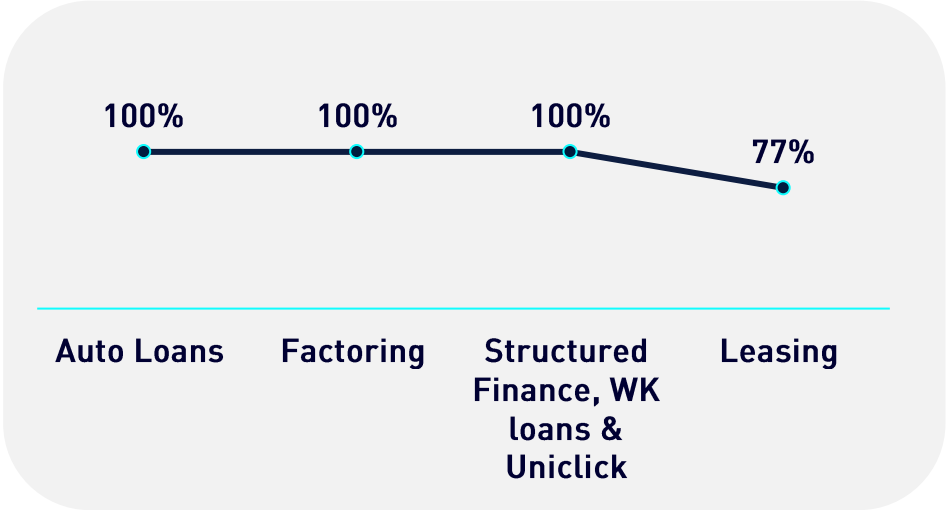 100%
100%
100%
77%
Auto Loans
Factoring
Structured
Finance, WK
loans &
Uniclick
Leasing